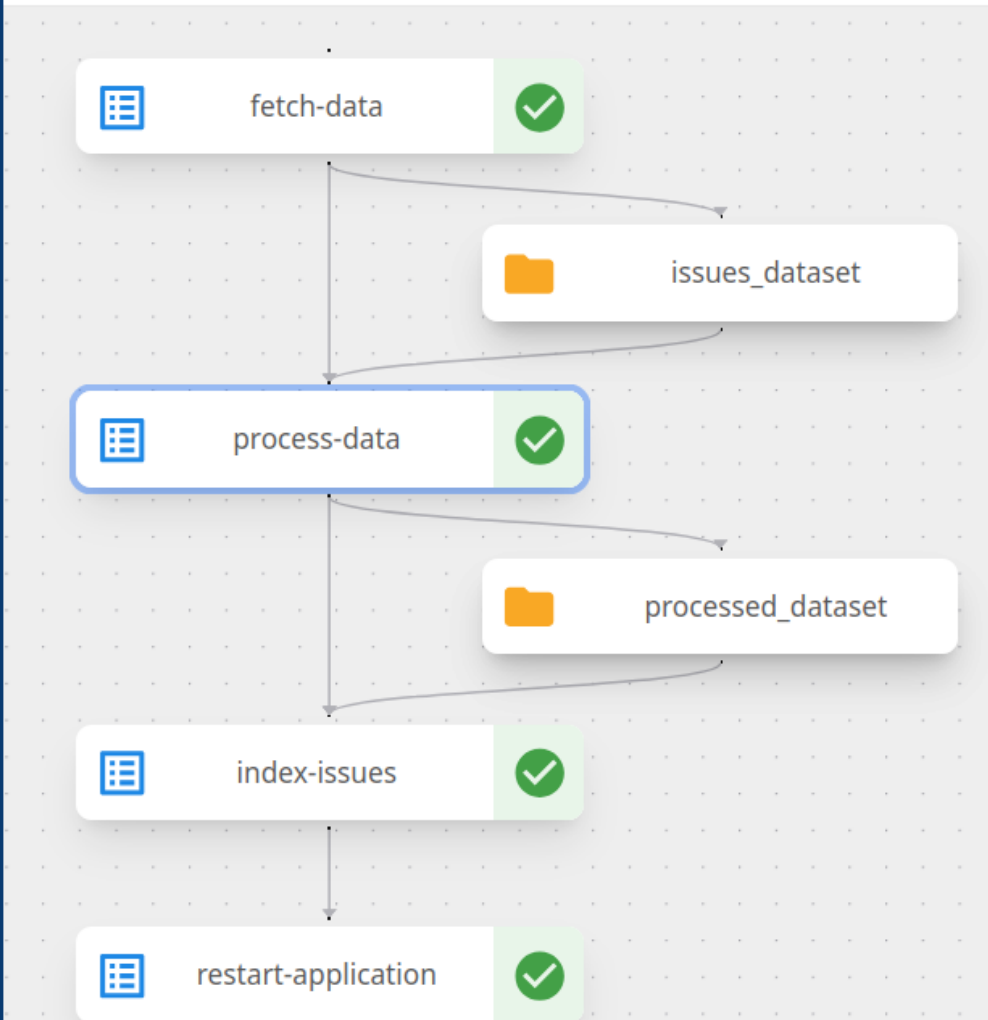 fetch-data
issues_dataset
process-data
processed_dataset
index-issues
restart-application